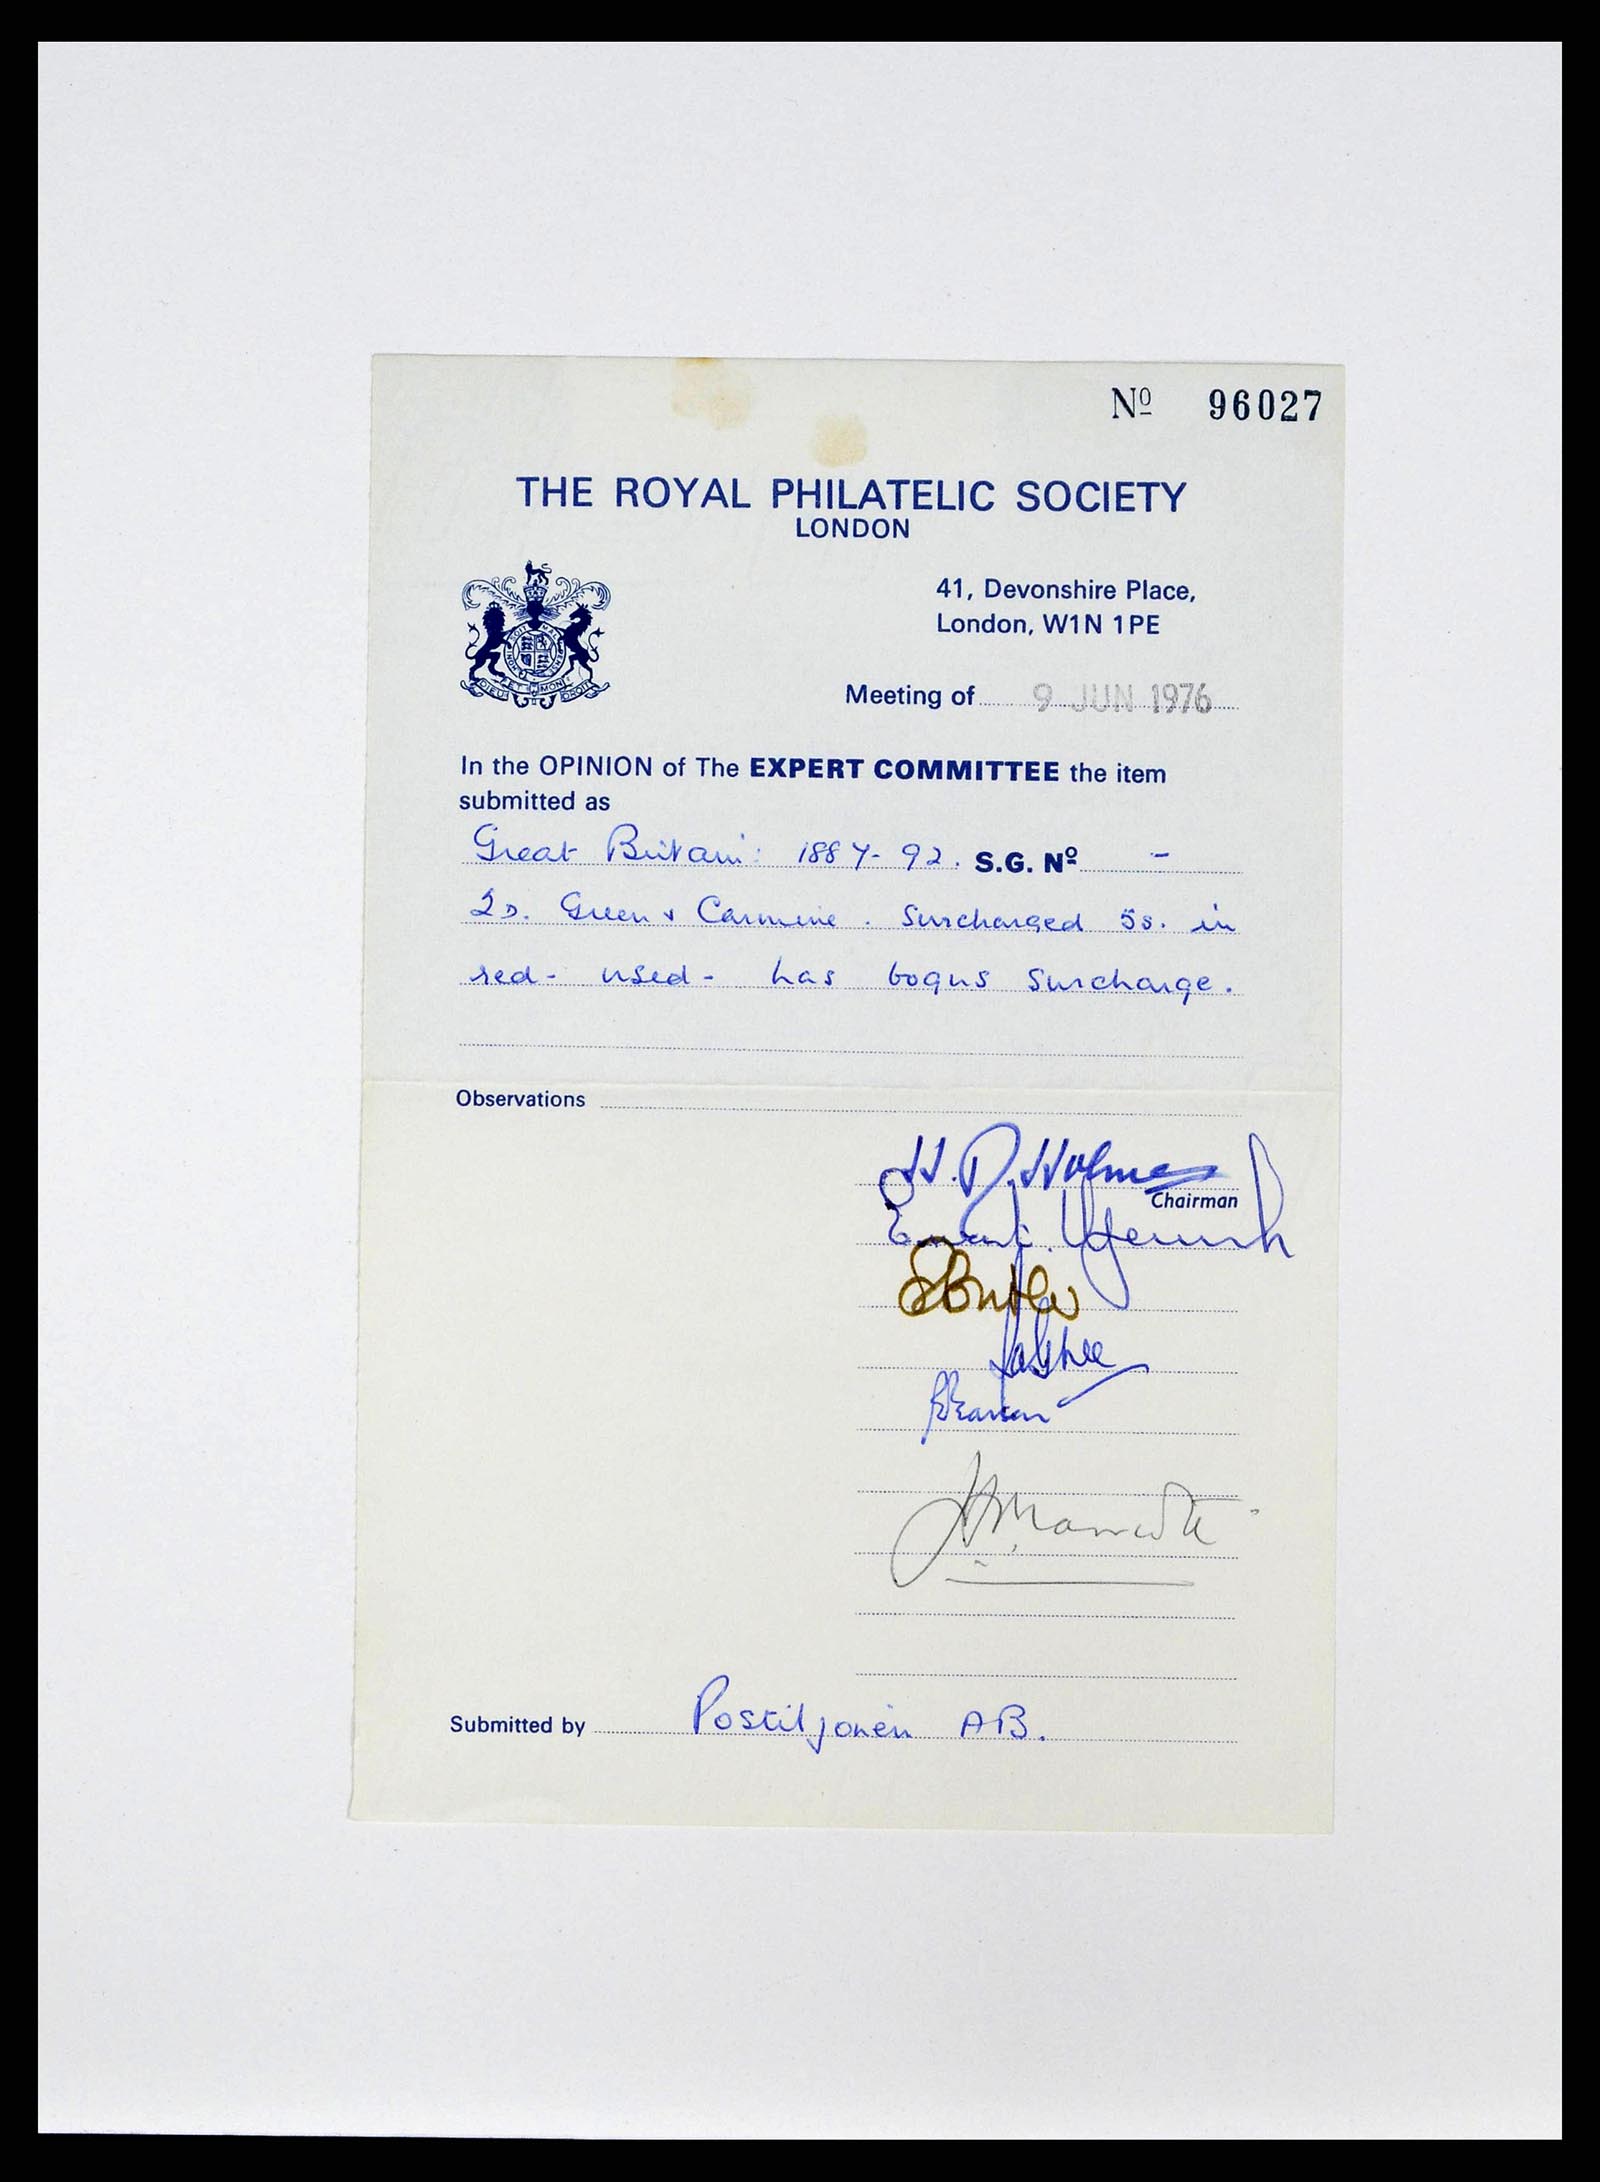 Nº 96027
THE ROYAL PHILATELIC SOCIETY
LONDON
41, Devonshire Place,
London, W1N 1PE
Meeting of 9 JUN 1976
In the OPINION of The EXPERT COMMITTEE the item
submitted as
Great Britain: 1887-92. S.G. Nº -
2D. Green & Carmine. Surcharged 5s. in
red - used - has bogus surcharge.
Observations
H. D. Holmes
Chairman
Submitted by Postiljonen AB.